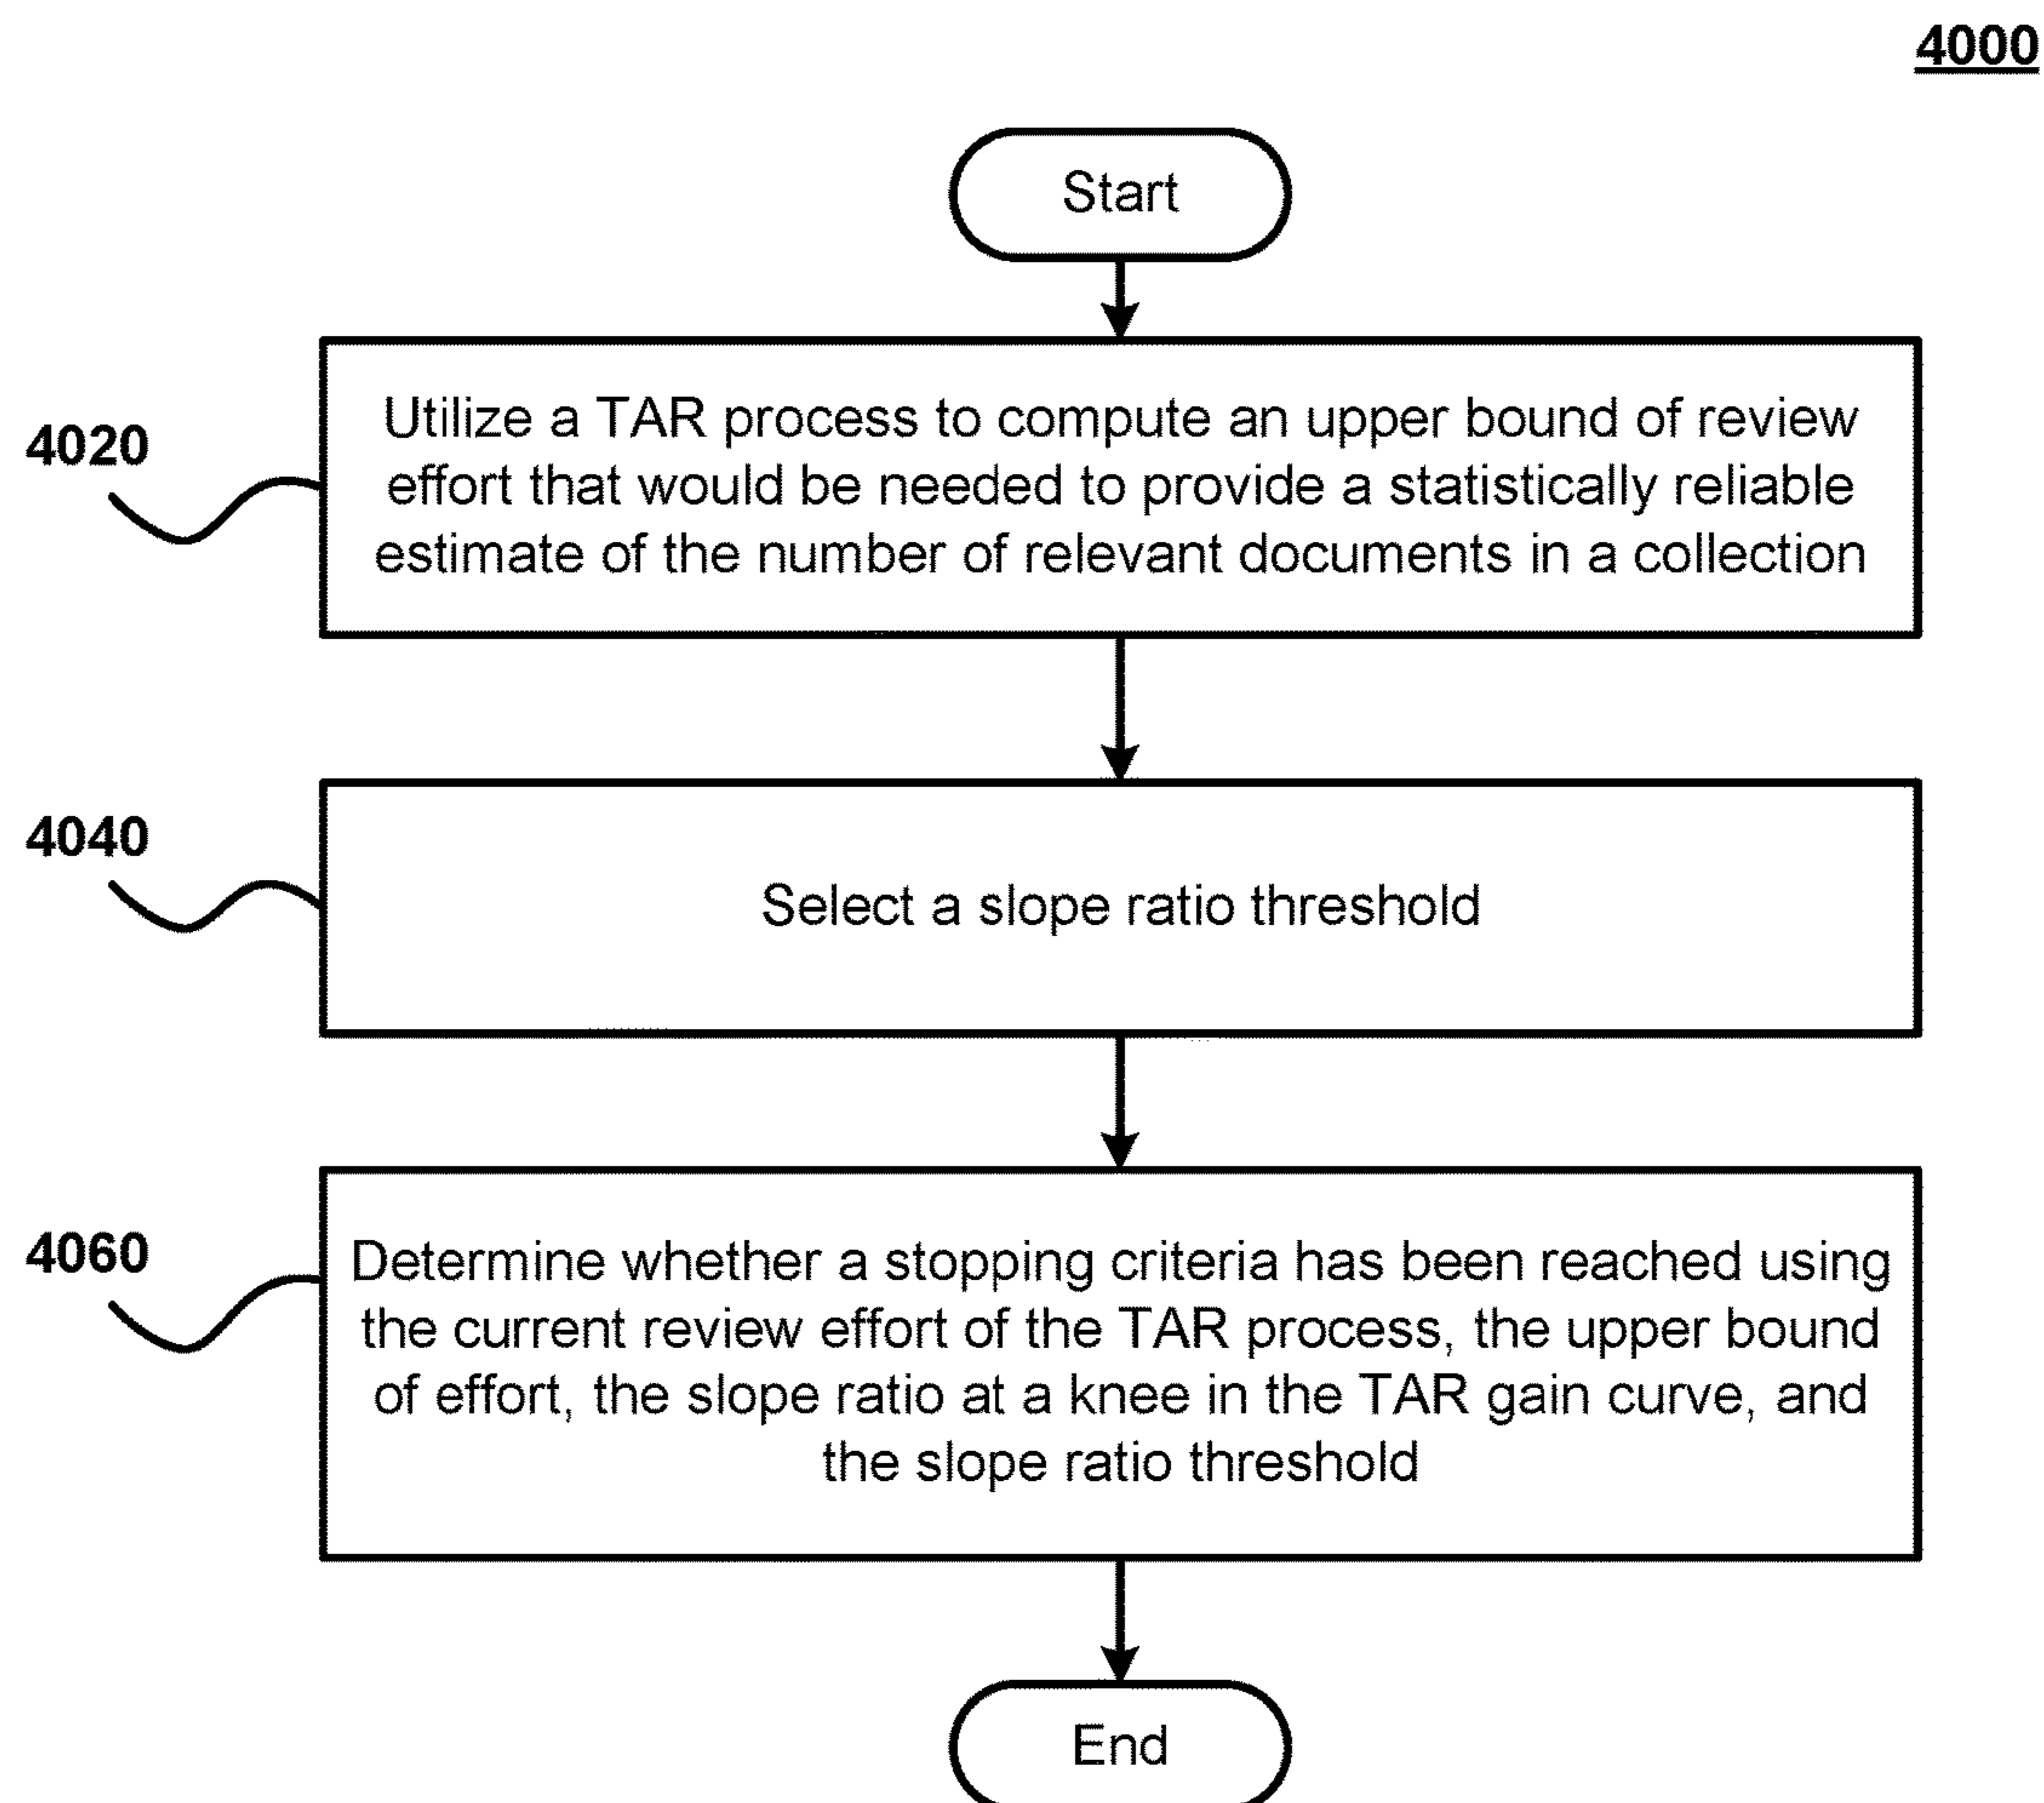 4000
Start
4020
Utilize a TAR process to compute an upper bound of review
effort that would be needed to provide a statistically reliable
estimate of the number of relevant documents in a collection
4040
Select a slope ratio threshold
4060
Determine whether a stopping criteria has been reached using
the current review effort of the TAR process, the upper bound
of effort, the slope ratio at a knee in the TAR gain curve, and
the slope ratio threshold
End